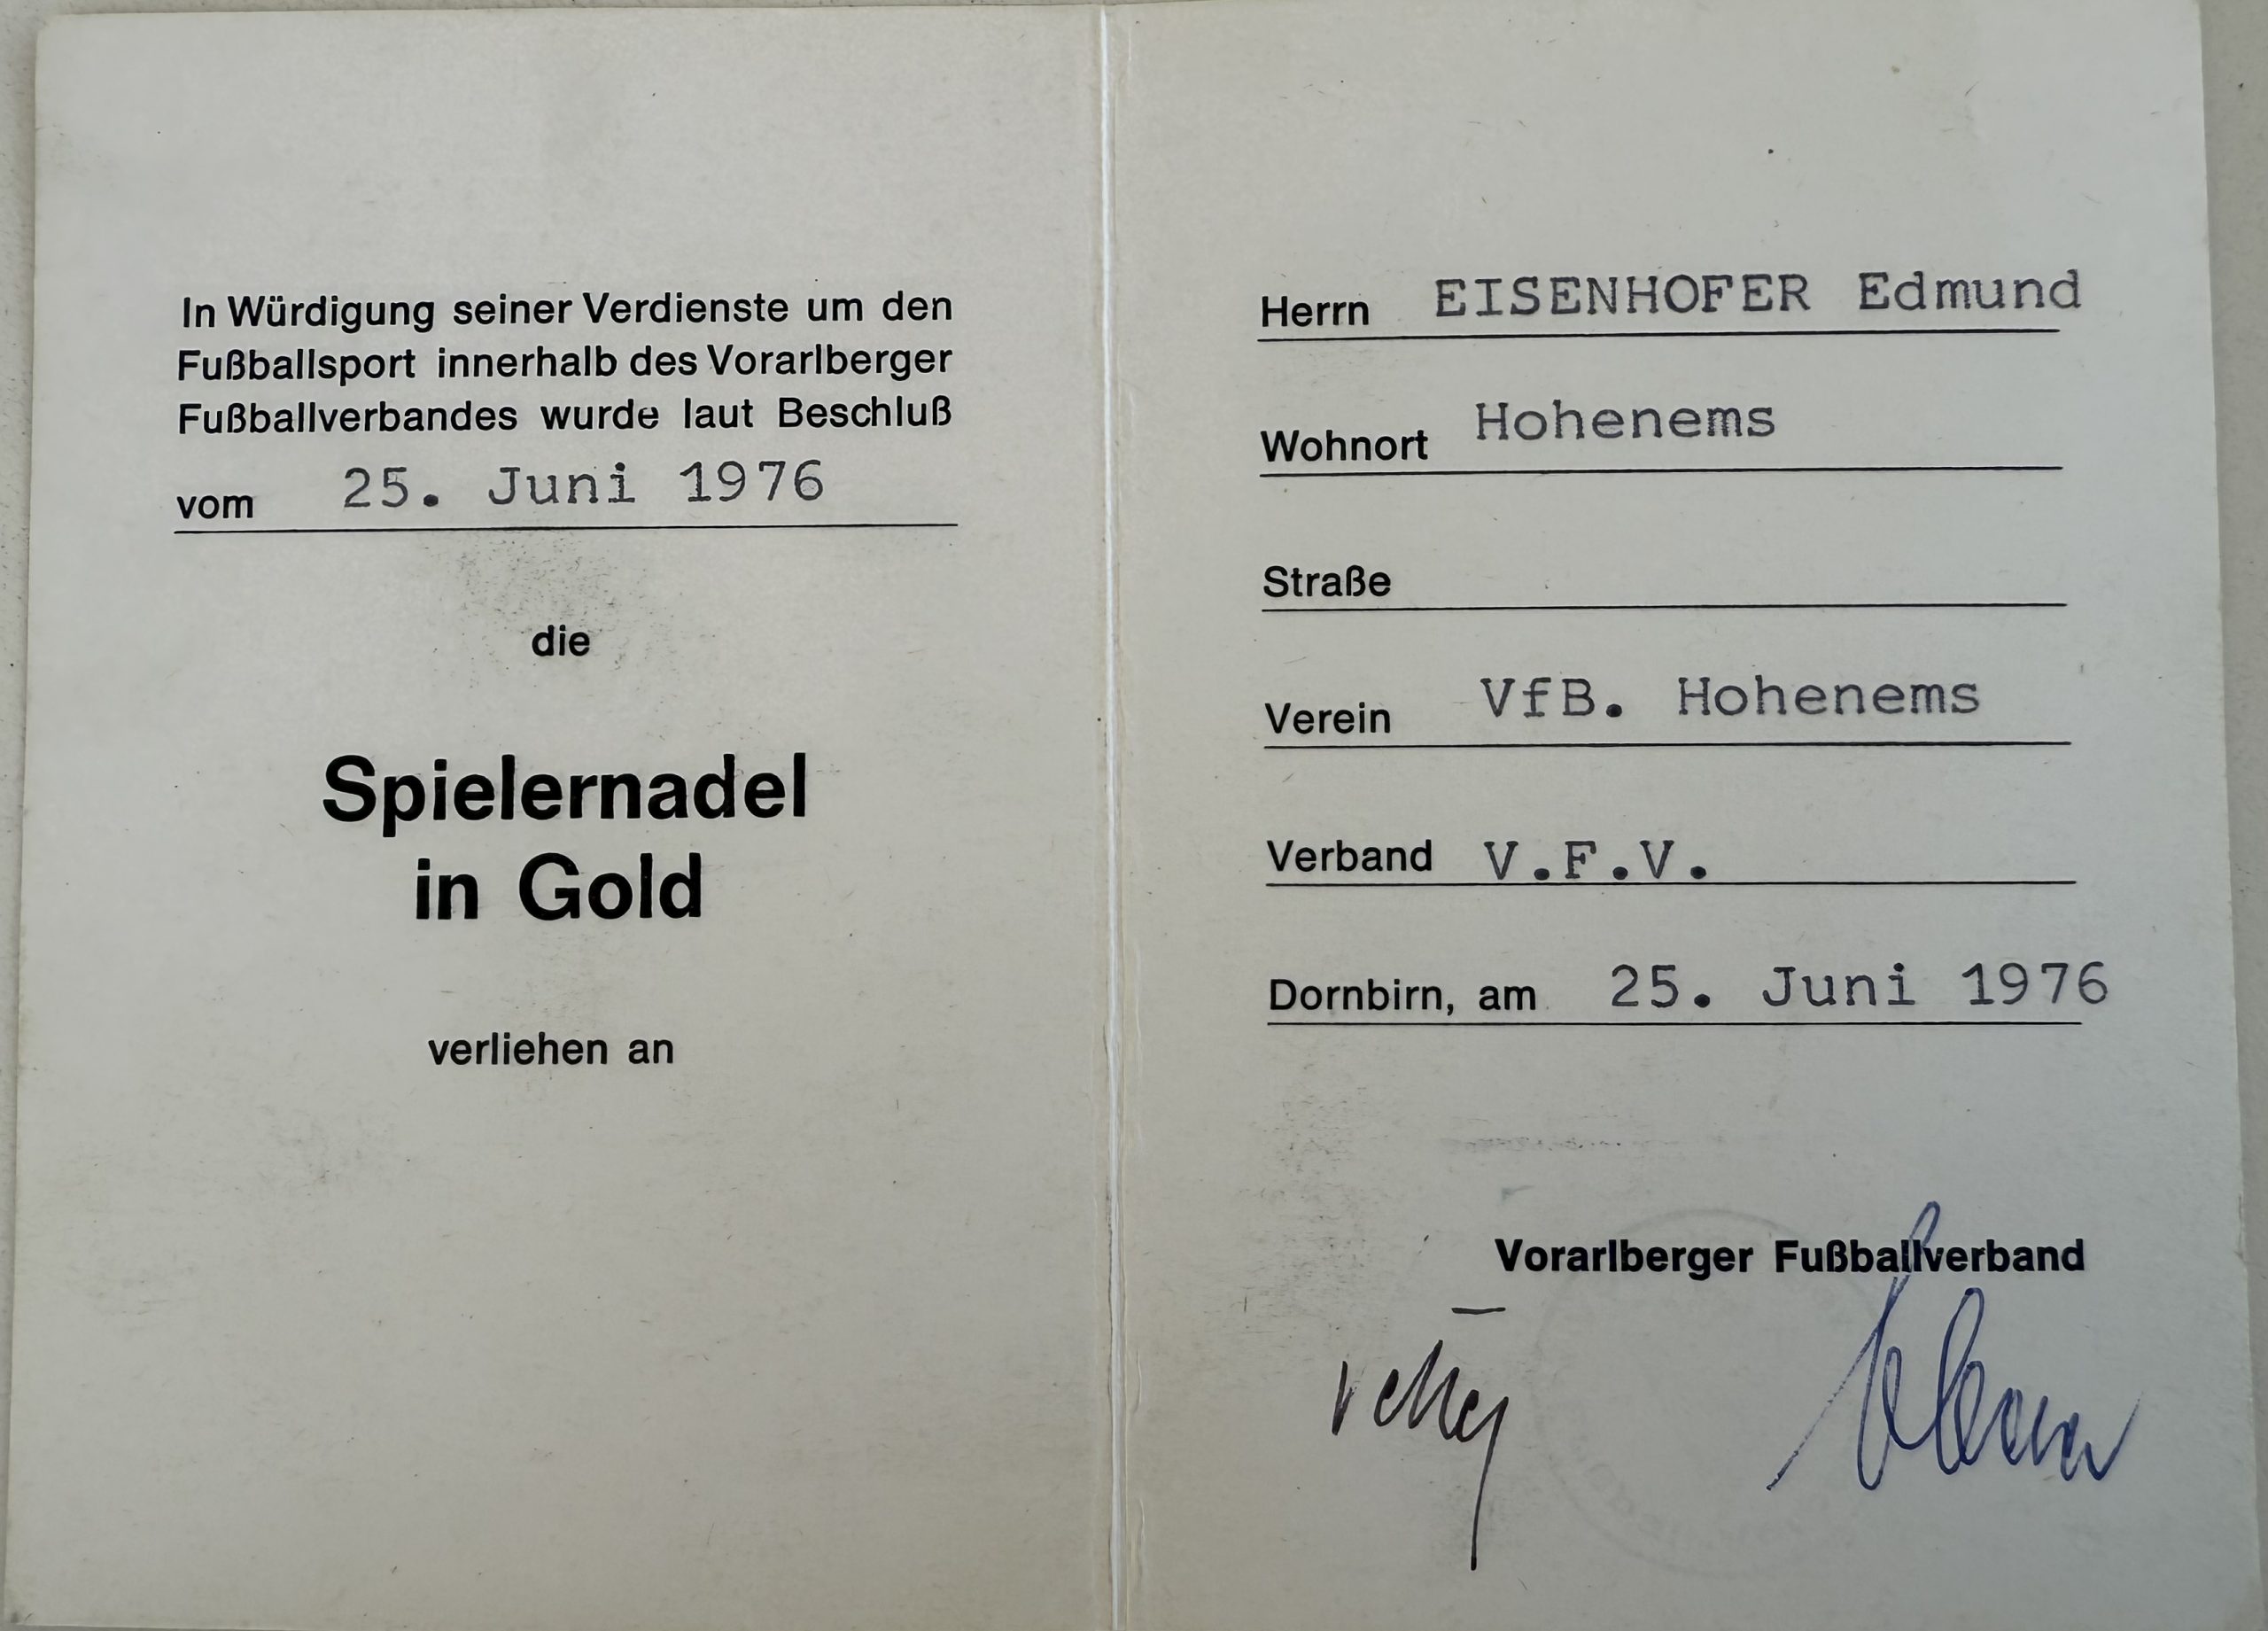 In Würdigung seiner Verdienste um den
Fußballsport innerhalb des Vorarlberger
Fußballverbandes wurde laut Beschluß
vom 25. Juni 1976
die
Spielernadel
in Gold
verliehen an
Herrn EISENHOFER Edmund
Wohnort Hohenems
Straße
Verein VfB. Hohenems
Verband V.F.V.
Dornbirn, am 25. Juni 1976
Vorarlberger Fußballverband